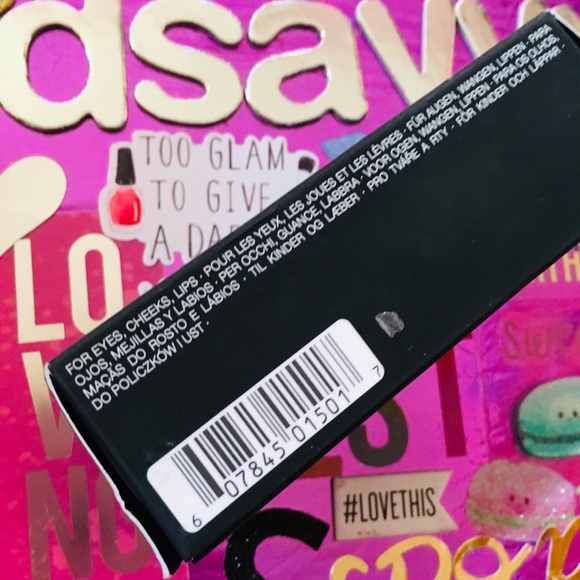 dsay
TOO GLAM
TO GIVE
A DA
LO
NO
FOR EYES, CHEEKS, LIPS · POUR LES YEUX, LES JOUES ET LES LÈVRES · FÜR AUGEN, WANGEN, LIPPEN · PARA
OJOS, MEJILLAS Y LABIOS · PER OCCHI, GUANCE, LABBRA · VOOR OGEN, WANGEN, LIPPEN · PARA OS OLHOS,
MAÇÃS DO ROSTO E LÁBIOS · TIL KINDER OG LÆBER · PRO TVÁŘE A RTY · FÖR KINDER OCH LÄPPAR ·
DO POLICZKÓW I UST ·
6 07845 01501 7
#LOVETHIS